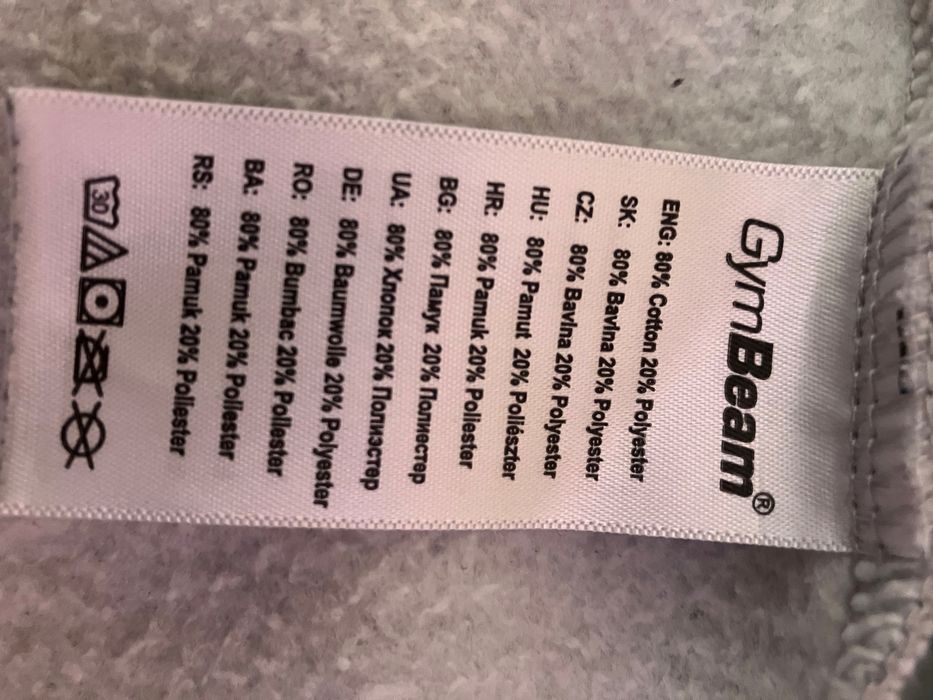 GymBeam®
ENG: 80% Cotton 20% Polyester
SK: 80% Bavlna 20% Polyester
CZ: 80% Bavlna 20% Polyester
HU: 80% Pamut 20% Poliészter
HR: 80% Pamuk 20% Poliester
BG: 80% Памук 20% Полиестер
UA: 80% Хлопок 20% Полиэстер
DE: 80% Baumwolle 20% Polyester
RO: 80% Bumbac 20% Poliester
BA: 80% Pamuk 20% Poliester
RS: 80% Pamuk 20% Poliester
30